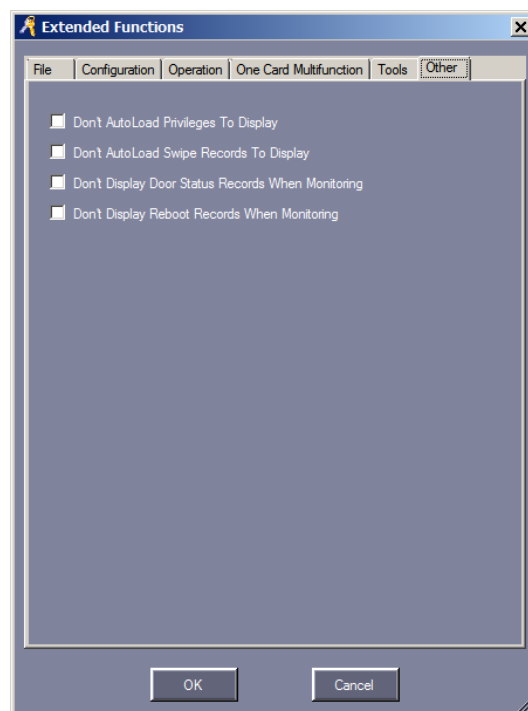 Extended Functions
File Configuration Operation One Card Multifunction Tools Other
Don't AutoLoad Privileges To Display
Don't AutoLoad Swipe Records To Display
Don't Display Door Status Records When Monitoring
Don't Display Reboot Records When Monitoring
OK Cancel